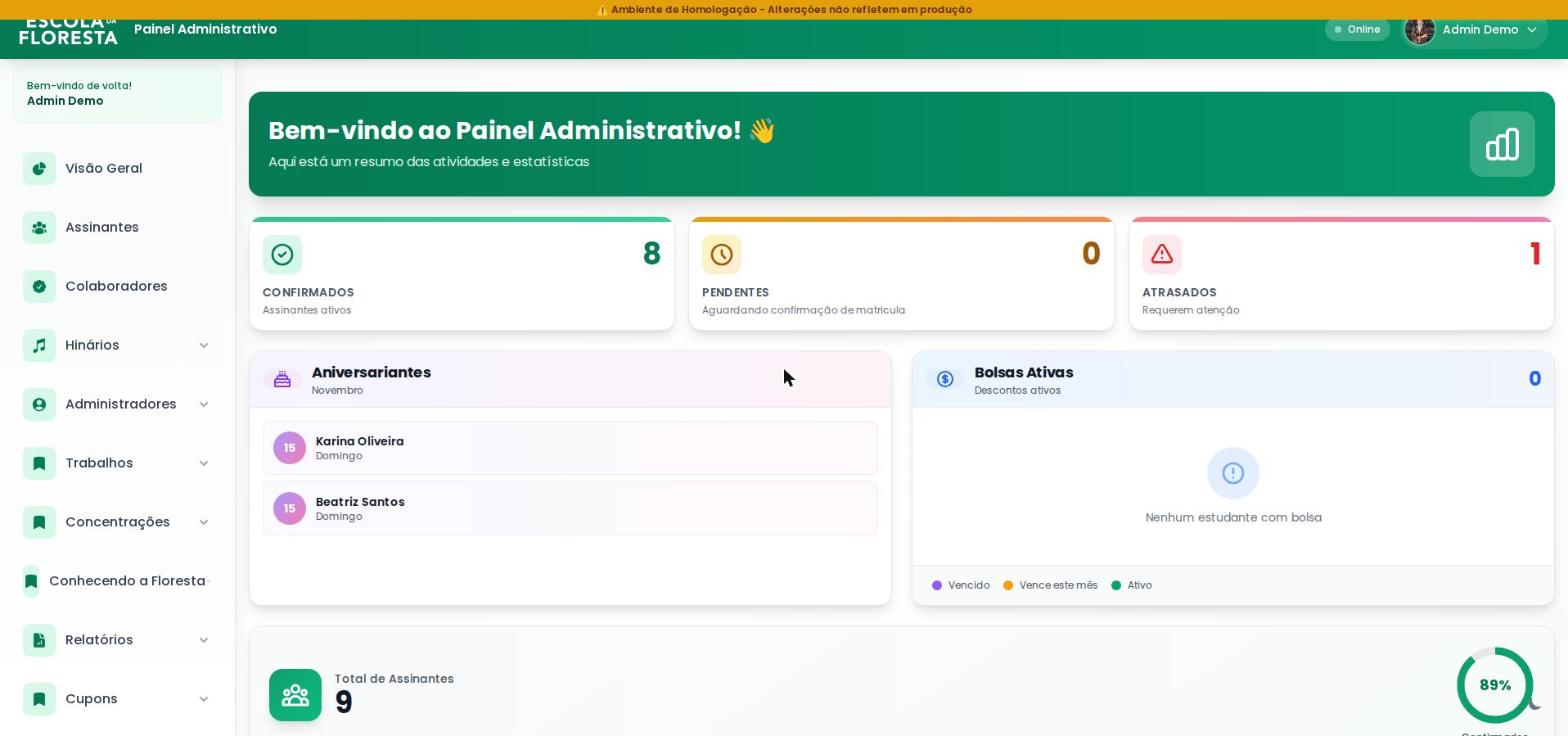 ⚠️ Ambiente de Homologação - Alterações não refletem em produção
ESCOLA DA
FLORESTA
Painel Administrativo
Online
Admin Demo
Bem-vindo de volta!
Admin Demo
Visão Geral
Assinantes
Colaboradores
Hinários
Administradores
Trabalhos
Concentrações
Conhecendo a Floresta
Relatórios
Cupons
Bem-vindo ao Painel Administrativo! 👋
Aqui está um resumo das atividades e estatísticas
8
CONFIRMADOS
Assinantes ativos
0
PENDENTES
Aguardando confirmação de matricula
1
ATRASADOS
Requerem atenção
Aniversariantes
Novembro
15
Karina Oliveira
Domingo
15
Beatriz Santos
Domingo
Bolsas Ativas
Descontos ativos
0
Nenhum estudante com bolsa
Vencido
Vence este mês
Ativo
Total de Assinantes
9
89%
Confirmados